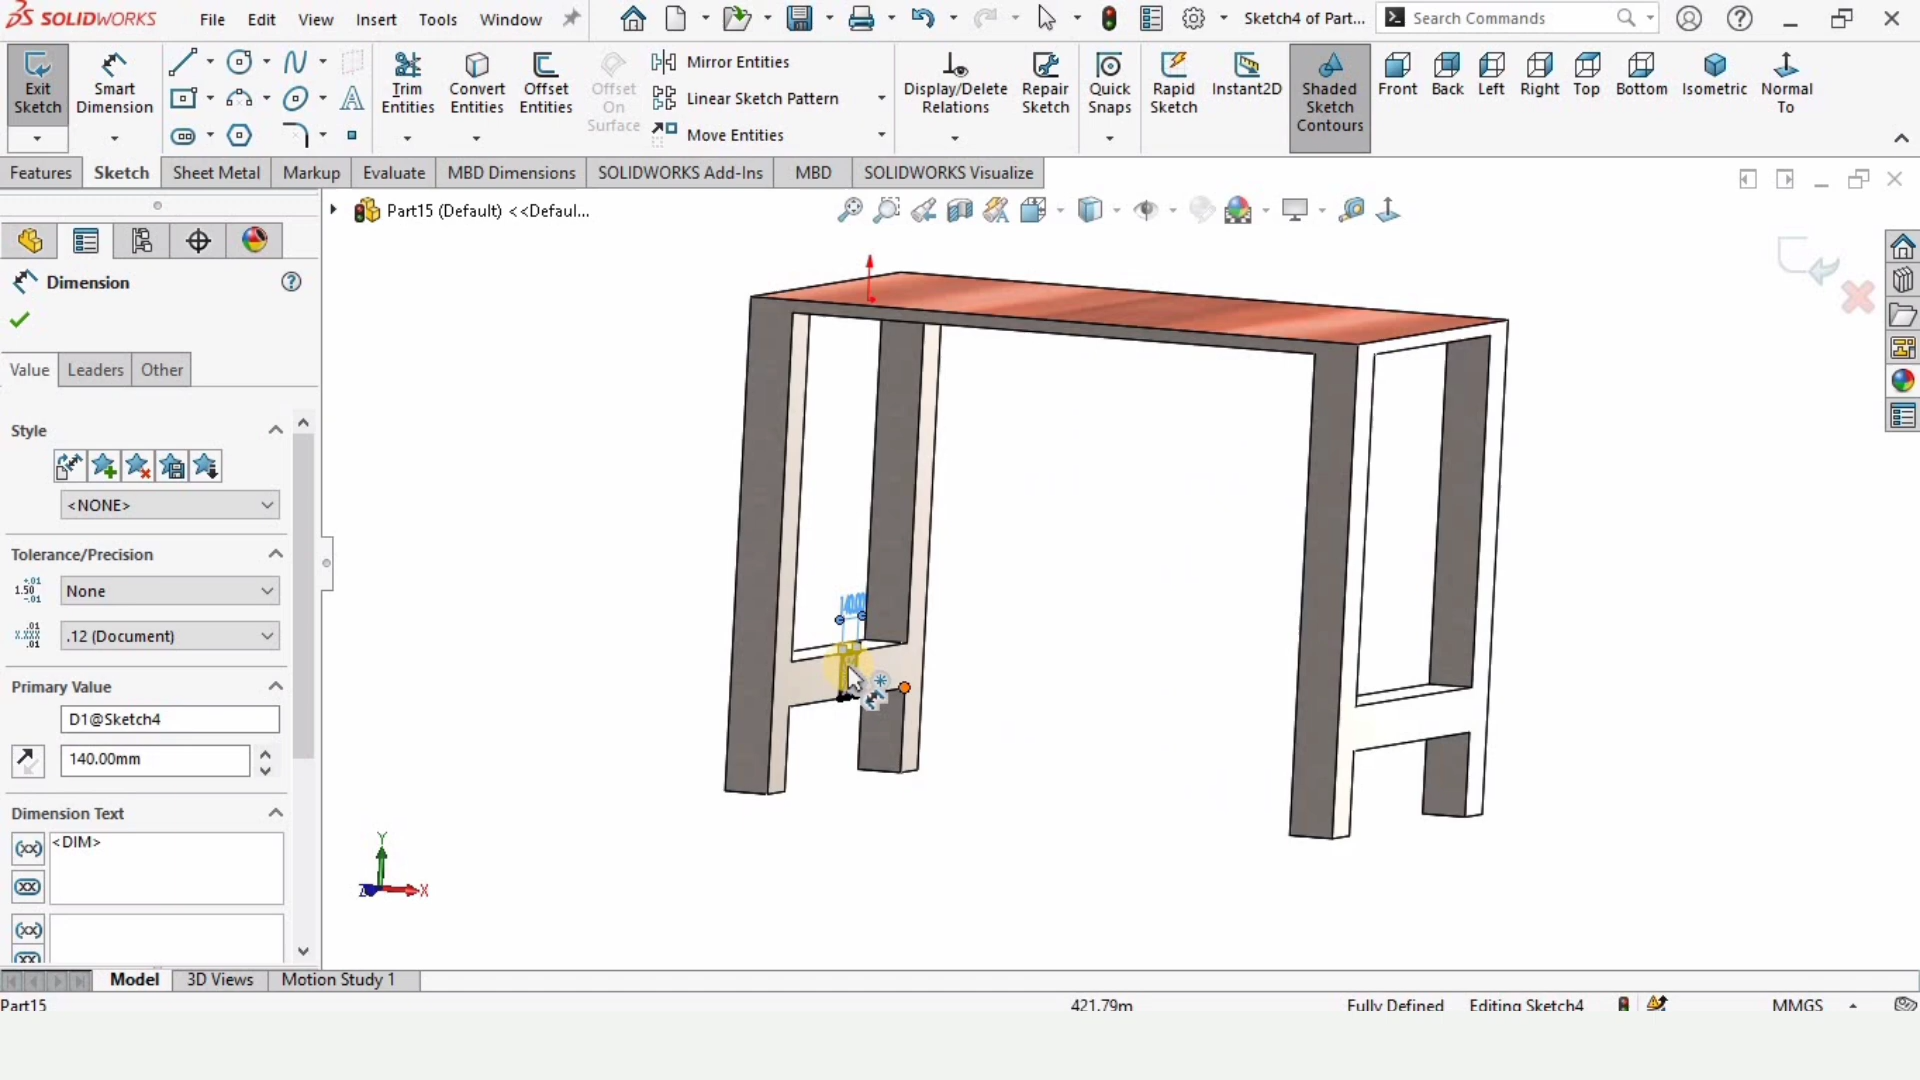 SOLIDWORKS
File Edit View Insert Tools Window
Sketch4 of Part...
Search Commands
Exit Sketch
Smart Dimension
Trim Entities
Convert Entities
Offset Entities
Offset On Surface
Mirror Entities
Linear Sketch Pattern
Move Entities
Display/Delete Relations
Repair Sketch
Quick Snaps
Rapid Sketch
Instant2D
Shaded Sketch Contours
Front
Back
Left
Right
Top
Bottom
Isometric
Normal To
Features Sketch Sheet Metal Markup Evaluate MBD Dimensions SOLIDWORKS Add-Ins MBD SOLIDWORKS Visualize
Part15 (Default) <<Defaul...
Dimension
Value Leaders Other
Style
<NONE>
Tolerance/Precision
None
.12 (Document)
Primary Value
D1@Sketch4
140.00mm
Dimension Text
<DIM>
Y
X
Model 3D Views Motion Study 1
Part15
421.79m
Fully Defined
Editing Sketch4
MMGS